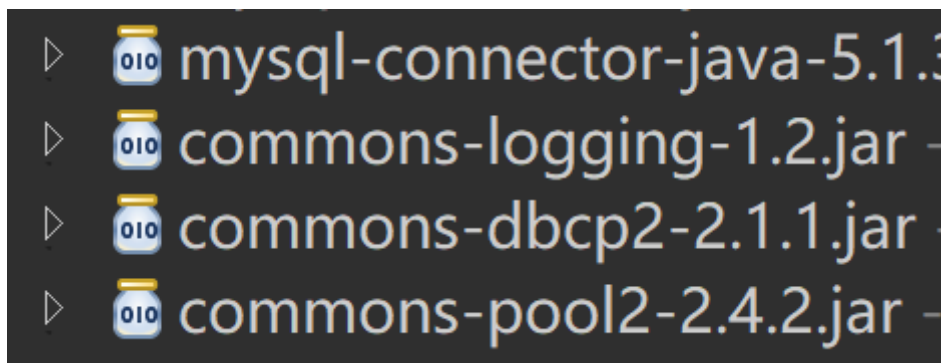 mysql-connector-java-5.1.3
commons-logging-1.2.jar -
commons-dbcp2-2.1.1.jar -
commons-pool2-2.4.2.jar -